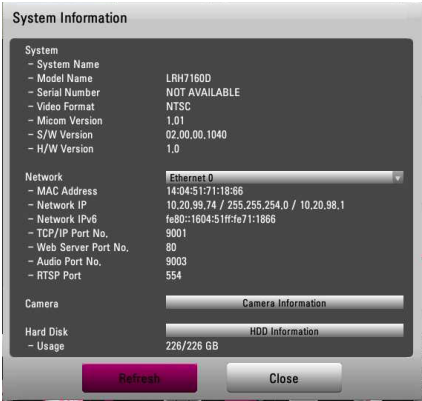 System Information
System
- System Name
- Model Name LRH7160D
- Serial Number NOT AVAILABLE
- Video Format NTSC
- Micom Version 1.01
- S/W Version 02.00.00.1040
- H/W Version 1.0
Network Ethernet 0
- MAC Address 14:04:51:71:18:66
- Network IP 10.20.99.74 / 255.255.254.0 / 10.20.98.1
- Network IPv6 fe80::1604:51ff:fe71:1866
- TCP/IP Port No. 9001
- Web Server Port No. 80
- Audio Port No. 9003
- RTSP Port 554
Camera Camera Information
Hard Disk HDD Information
- Usage 226/226 GB
Refresh Close